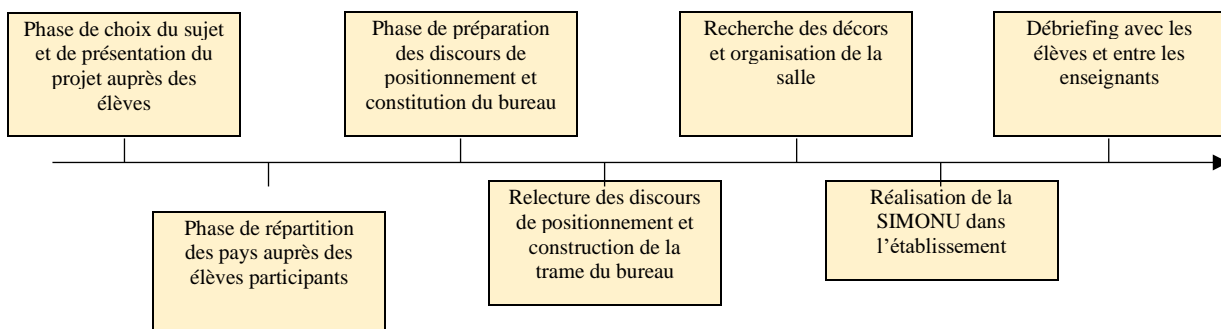 Phase de choix du sujet
et de présentation du
projet auprès des
élèves
Phase de répartition
des pays auprès des
élèves participants
Phase de préparation
des discours de
positionnement et
constitution du bureau
Relecture des discours
de positionnement et
construction de la
trame du bureau
Recherche des décors
et organisation de la
salle
Réalisation de la
SIMONU dans
l’établissement
Débriefing avec les
élèves et entre les
enseignants